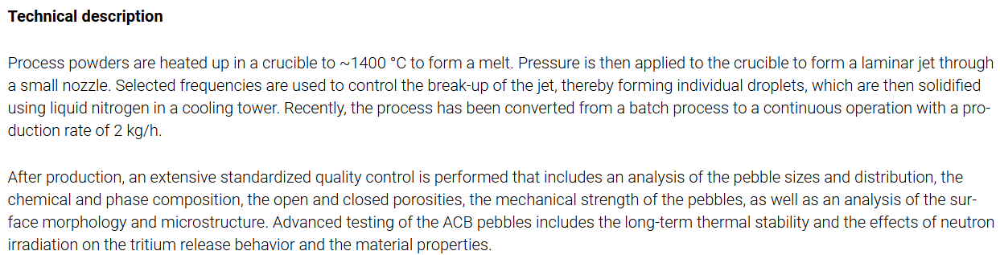 Technical description
Process powders are heated up in a crucible to ~1400 °C to form a melt. Pressure is then applied to the crucible to form a laminar jet through
a small nozzle. Selected frequencies are used to control the break-up of the jet, thereby forming individual droplets, which are then solidified
using liquid nitrogen in a cooling tower. Recently, the process has been converted from a batch process to a continuous operation with a pro-
duction rate of 2 kg/h.
After production, an extensive standardized quality control is performed that includes an analysis of the pebble sizes and distribution, the
chemical and phase composition, the open and closed porosities, the mechanical strength of the pebbles, as well as an analysis of the sur-
face morphology and microstructure. Advanced testing of the ACB pebbles includes the long-term thermal stability and the effects of neutron
irradiation on the tritium release behavior and the material properties.